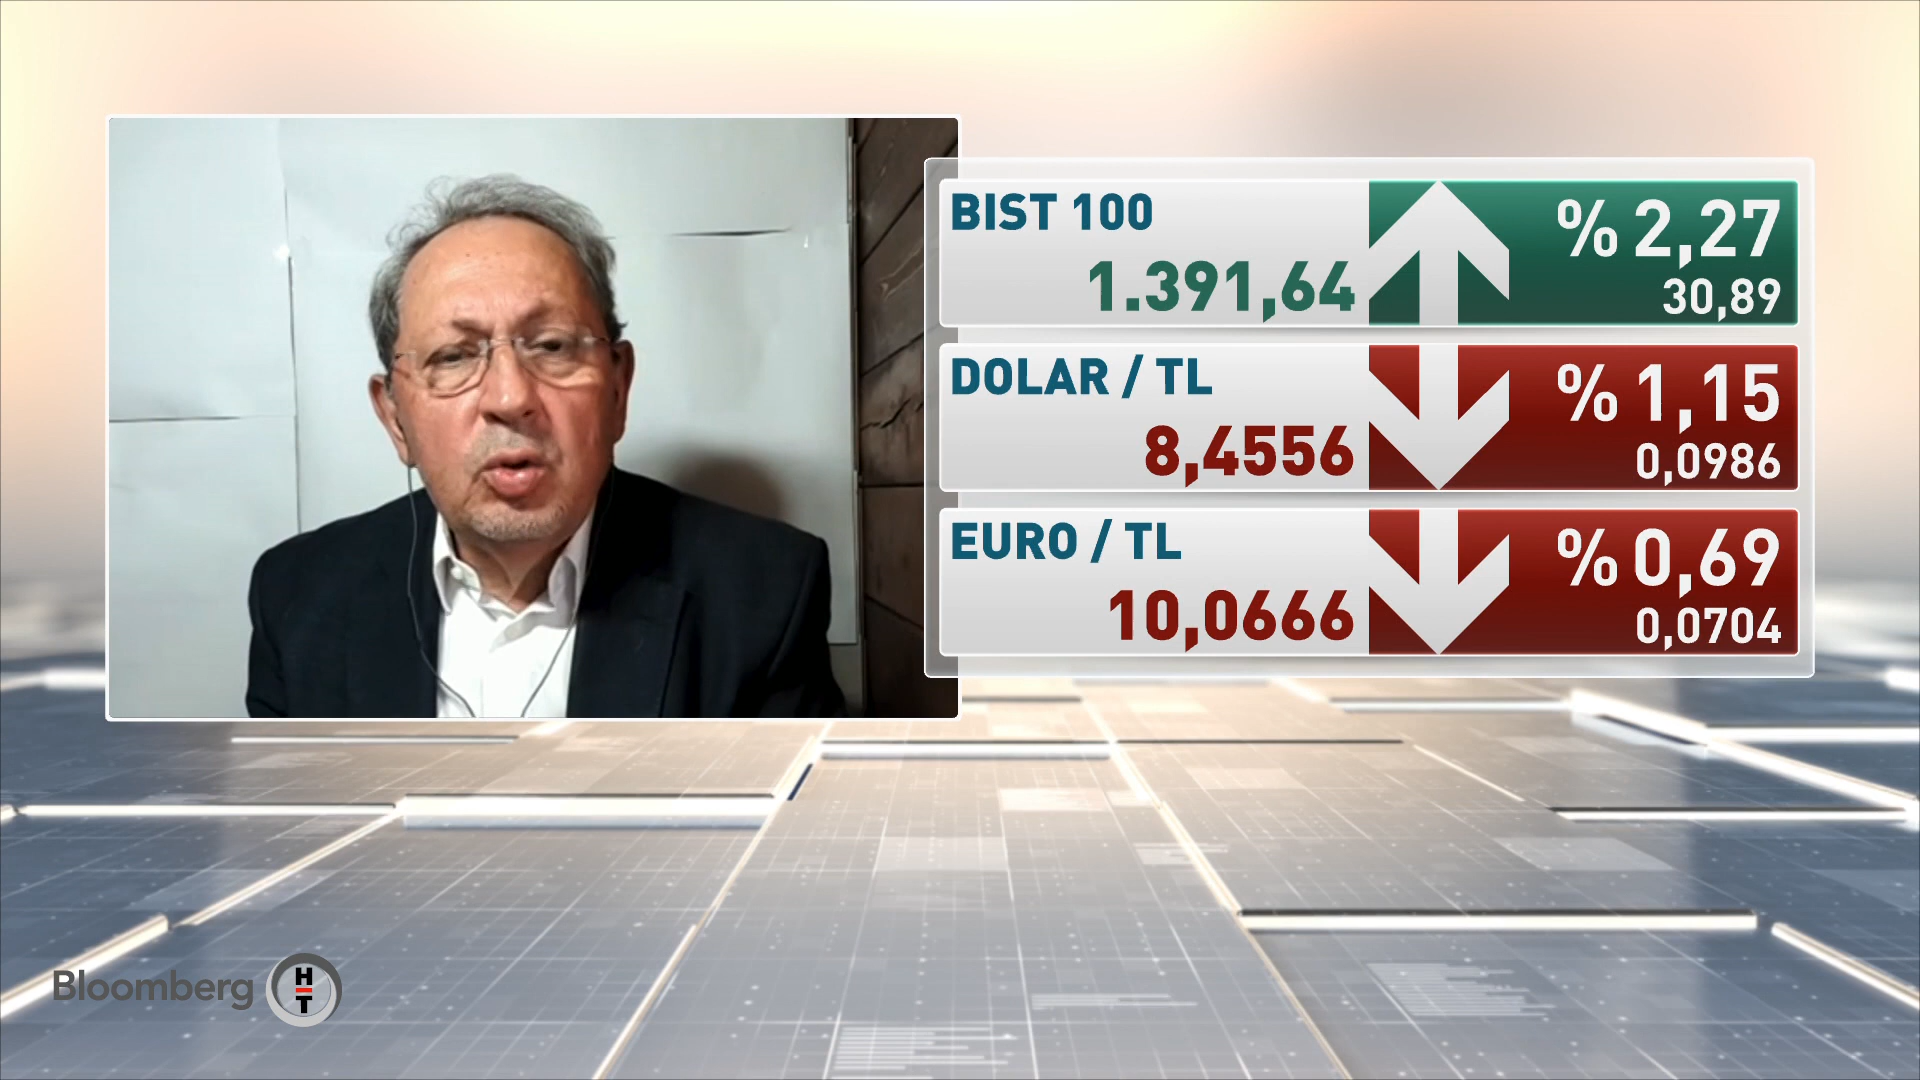 BIST 100
1.391,64
% 2,27
30,89
DOLAR / TL
8,4556
% 1,15
0,0986
EURO / TL
10,0666
% 0,69
0,0704
Bloomberg HT